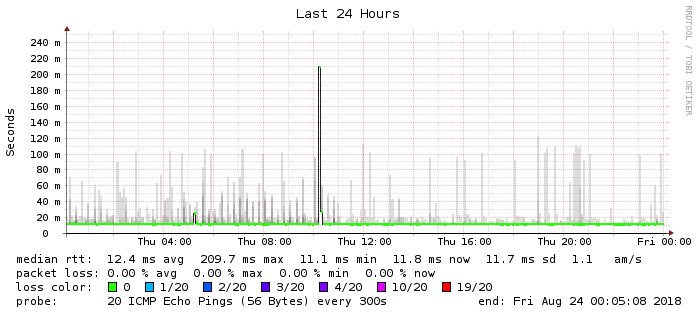 Last 24 Hours
RRDTOOL / TOBI OETIKER
Seconds
240 m
220 m
200 m
180 m
160 m
140 m
120 m
100 m
80 m
60 m
40 m
20 m
0
Thu 04:00 Thu 08:00 Thu 12:00 Thu 16:00 Thu 20:00 Fri 00:00
median rtt: 12.4 ms avg 209.7 ms max 11.1 ms min 11.8 ms now 11.7 ms sd 1.1 am/s
packet loss: 0.00 % avg 0.00 % max 0.00 % min 0.00 % now
loss color: 0 1/20 2/20 3/20 4/20 10/20 19/20
probe: 20 ICMP Echo Pings (56 Bytes) every 300s end: Fri Aug 24 00:05:08 2018